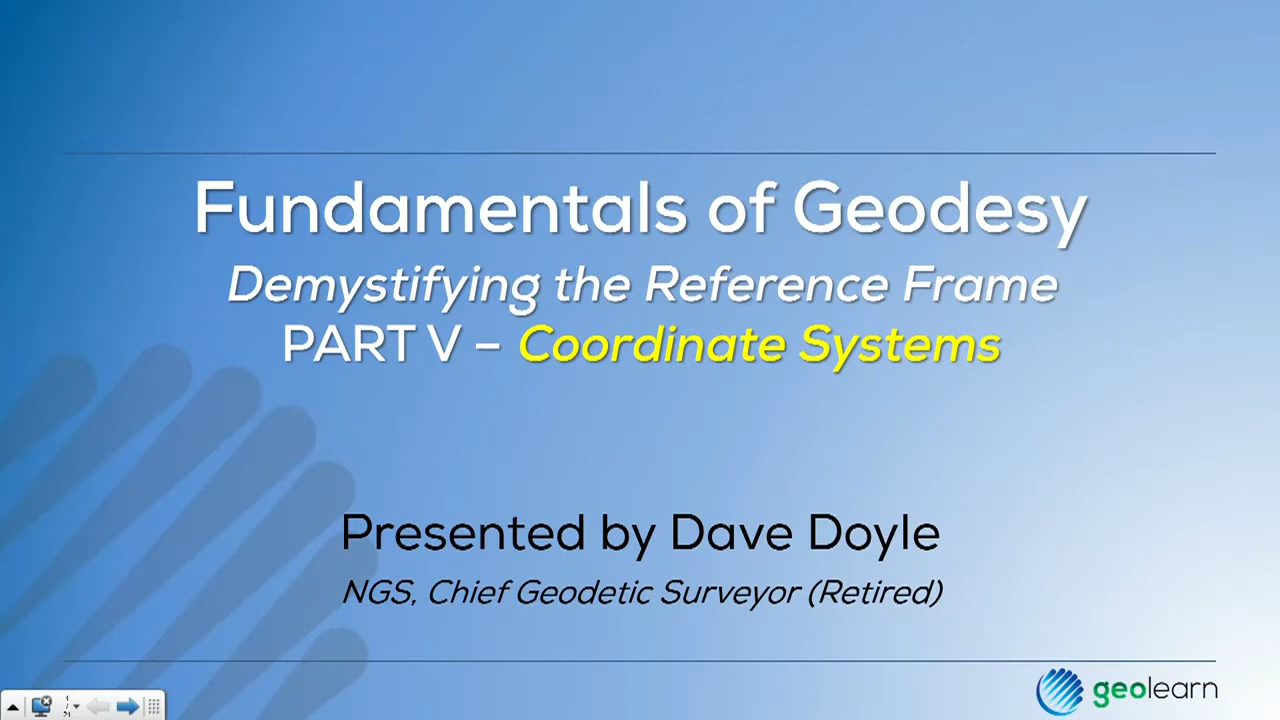 Fundamentals of Geodesy
Demystifying the Reference Frame
PART V – Coordinate Systems
Presented by Dave Doyle
NGS, Chief Geodetic Surveyor (Retired)
geolearn